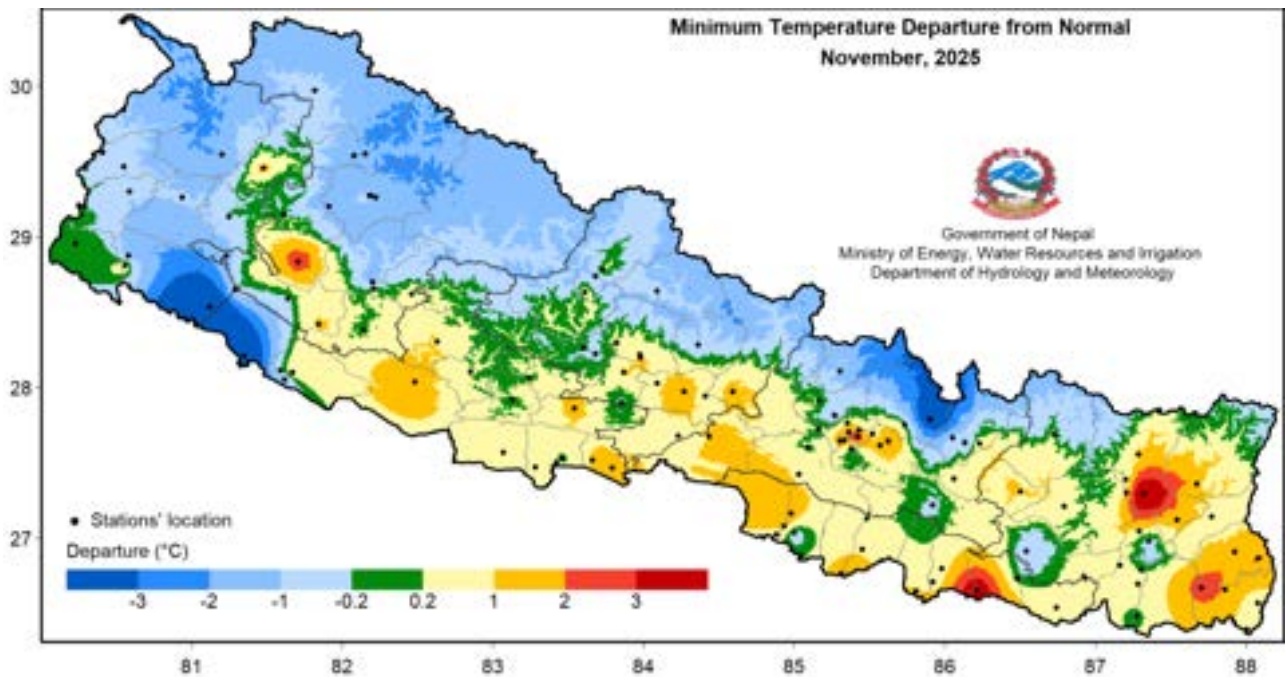 Minimum Temperature Departure from Normal
November, 2025
Government of Nepal
Ministry of Energy, Water Resources and Irrigation
Department of Hydrology and Meteorology
30
29
28
27
Stations' location
Departure (°C)
-3 -2 -1 -0.2 0.2 1 2 3
81 82 83 84 85 86 87 88